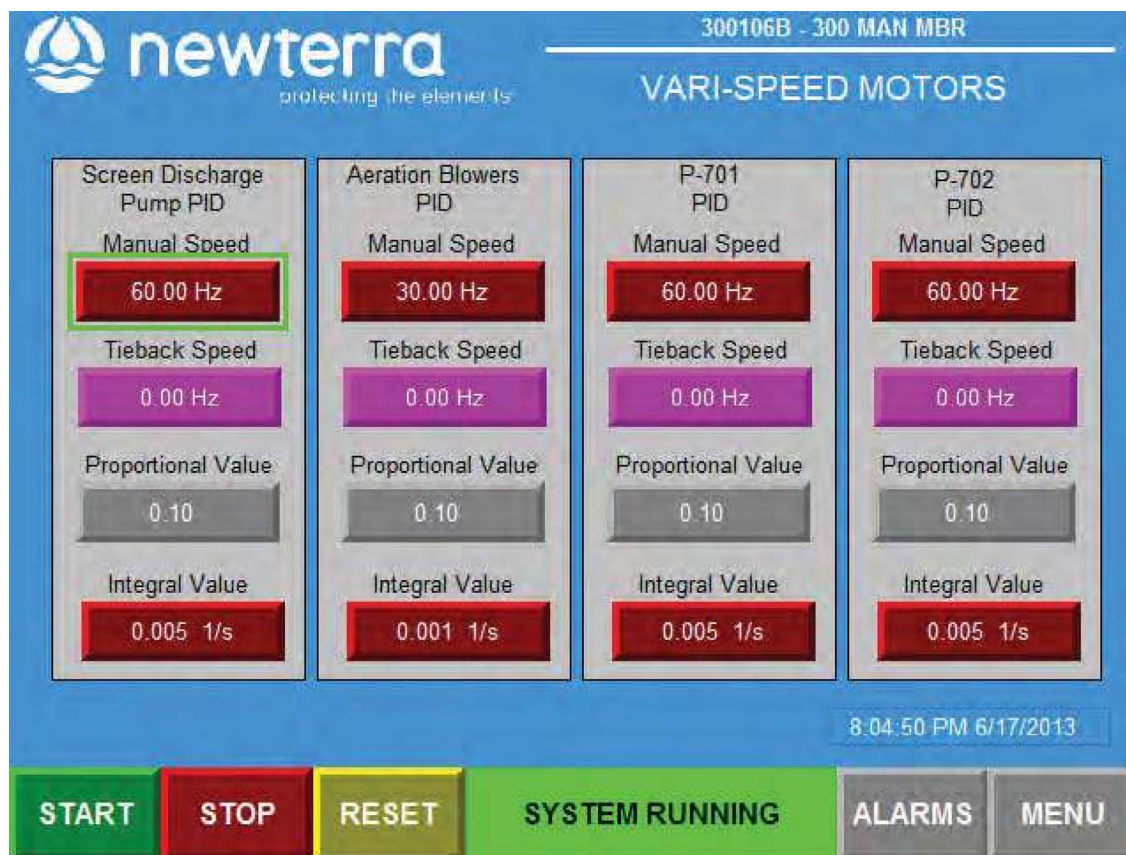 newterra
protecting the elements
300106B - 300 MAN MBR
VARI-SPEED MOTORS
Screen Discharge
Pump PID
Manual Speed
60.00 Hz
Tieback Speed
0.00 Hz
Proportional Value
0.10
Integral Value
0.005 1/s
Aeration Blowers
PID
Manual Speed
30.00 Hz
Tieback Speed
0.00 Hz
Proportional Value
0.10
Integral Value
0.001 1/s
P-701
PID
Manual Speed
60.00 Hz
Tieback Speed
0.00 Hz
Proportional Value
0.10
Integral Value
0.005 1/s
P-702
PID
Manual Speed
60.00 Hz
Tieback Speed
0.00 Hz
Proportional Value
0.10
Integral Value
0.005 1/s
8:04:50 PM 6/17/2013
START
STOP
RESET
SYSTEM RUNNING
ALARMS
MENU